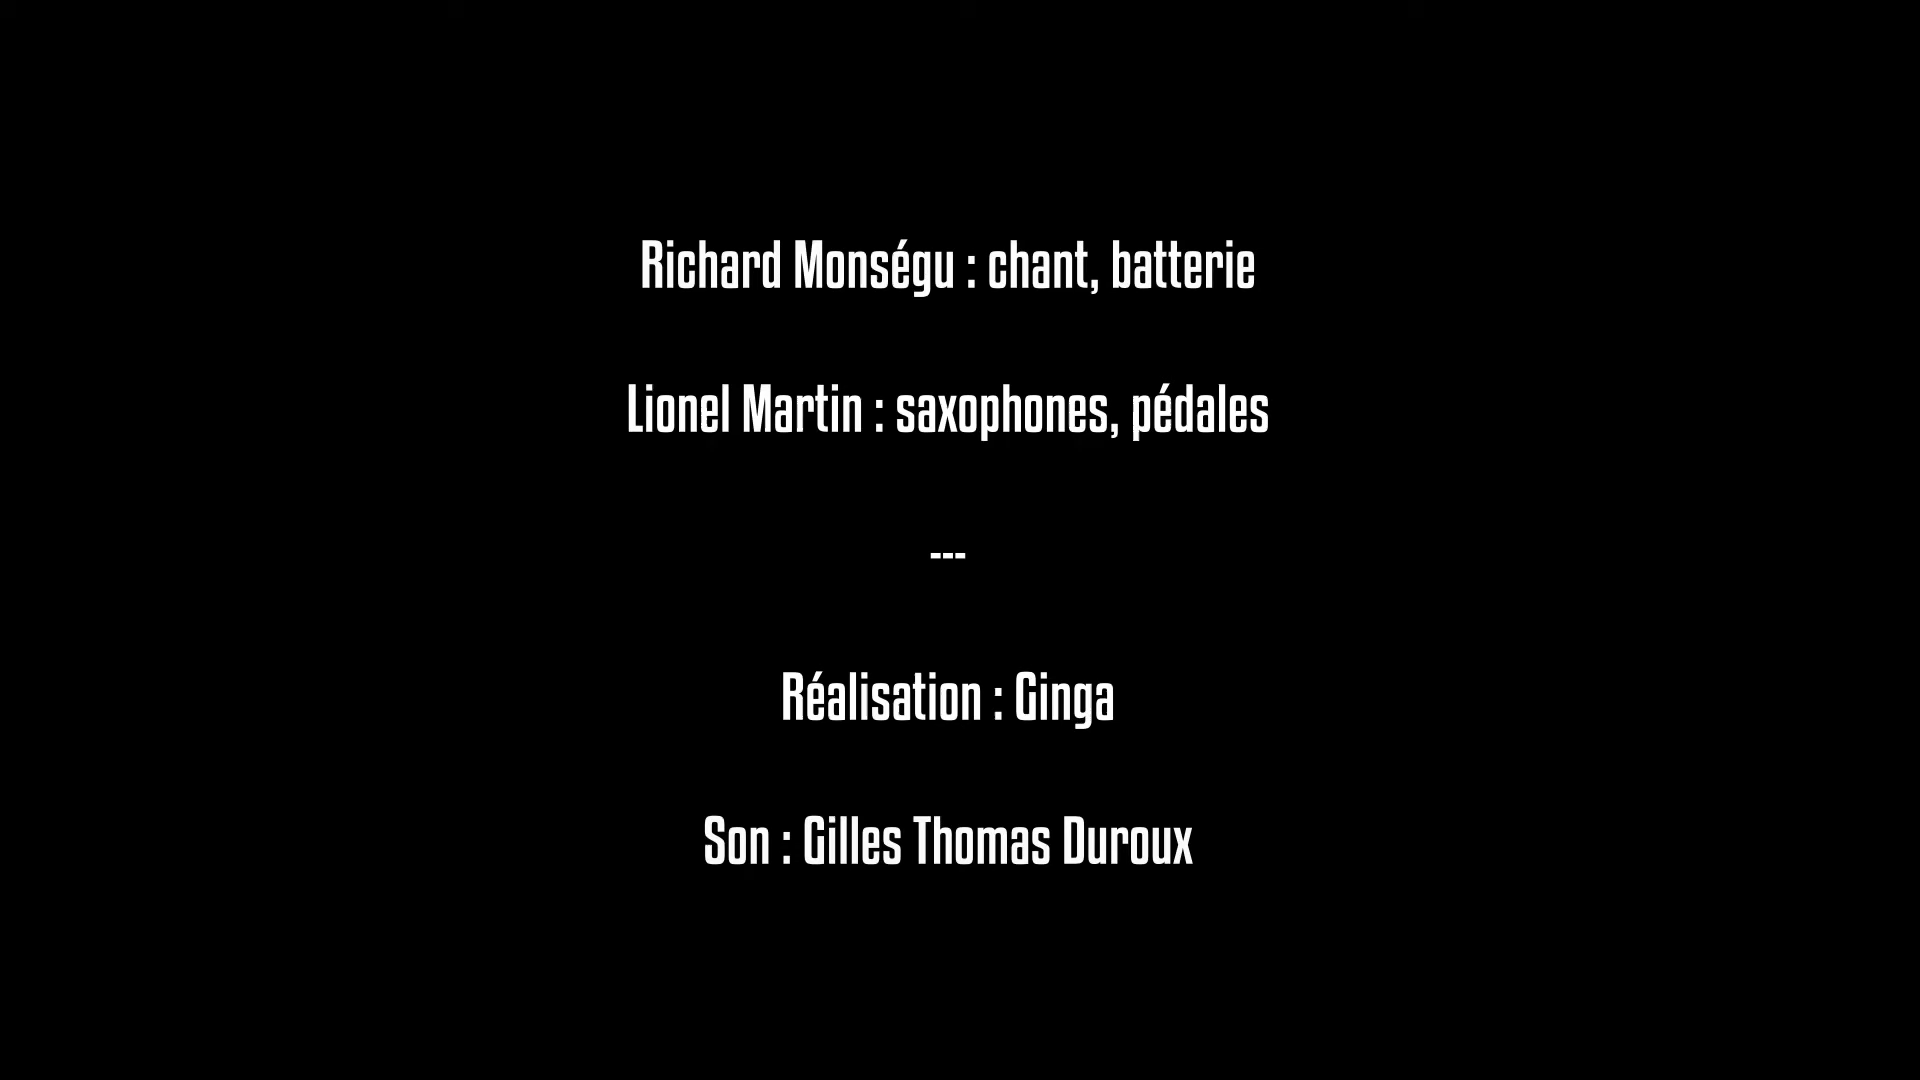 Richard Monségu : chant, batterie
Lionel Martin : saxophones, pédales
---
Réalisation : Ginga
Son : Gilles Thomas Duroux